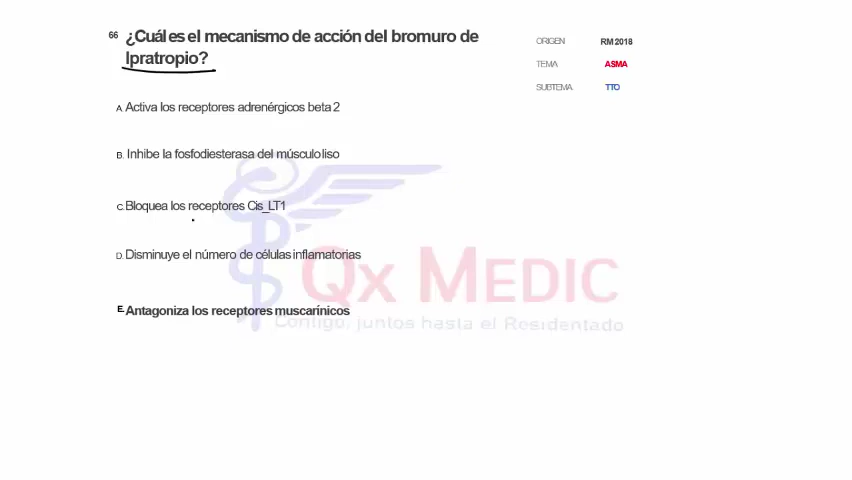 66 ¿Cuál es el mecanismo de acción del bromuro de
Ipratropio?
ORIGEN RM 2018
TEMA ASMA
SUBTEMA TTO
A. Activa los receptores adrenérgicos beta 2
B. Inhibe la fosfodiesterasa del músculo liso
C. Bloquea los receptores Cis_LT1
D. Disminuye el número de células inflamatorias
E. Antagoniza los receptores muscarínicos
Qx MEDIC
Contigo, juntos hasta el Residentado